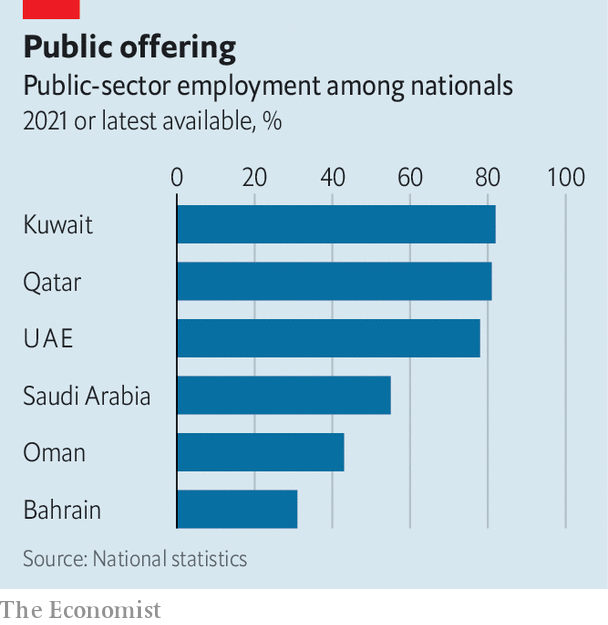 Public offering
Public-sector employment among nationals
2021 or latest available, %
0 20 40 60 80 100
Kuwait
Qatar
UAE
Saudi Arabia
Oman
Bahrain
Source: National statistics
The Economist